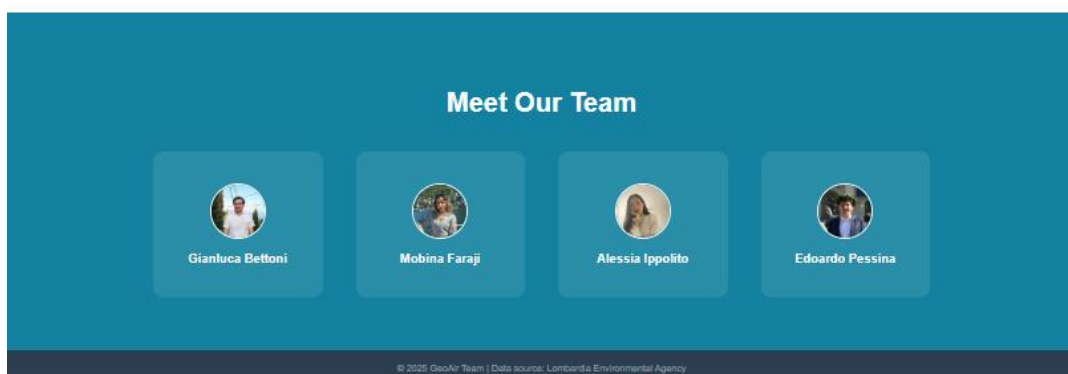 Meet Our Team
Gianluca Bettoni
Mobina Faraji
Alessia Ippolito
Edoardo Pessina
© 2025 GeoAir Team | Data source: Lombardia Environmental Agency